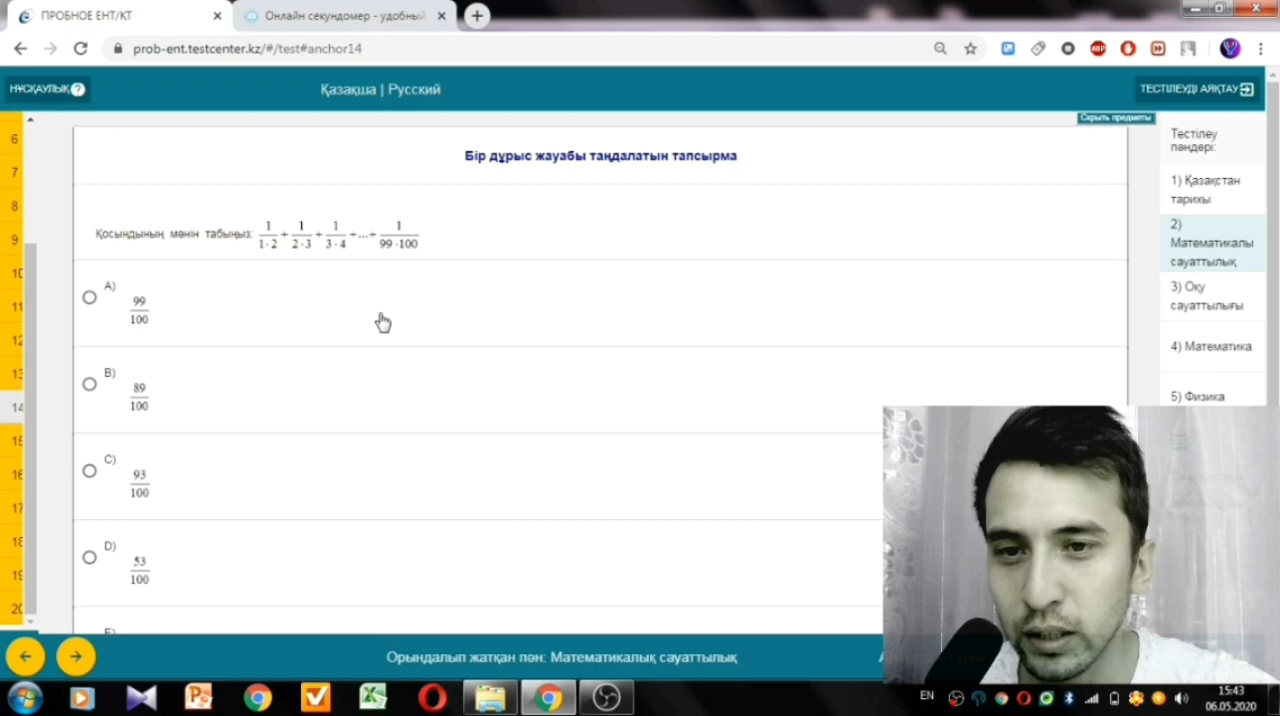 ПРОБНОЕ ЕНТ/КТ
Онлайн секундомер - удобный
prob-ent.testcenter.kz/#/test#anchor14
НҰСҚАУЛЫҚ ?
Қазақша | Русский
ТЕСТІЛЕУДІ АЯҚТАУ
Скрыть предметы
6
7
8
9
10
11
12
13
14
15
16
17
18
19
20
Бір дұрыс жауабы таңдалатын тапсырма
Қосындының мәнін табыңыз: 1/(1·2) + 1/(2·3) + 1/(3·4) + ... + 1/(99·100)
A)
99/100
B)
89/100
C)
93/100
D)
53/100
E)
Тестілеу
пәндері:
1) Қазақстан
тарихы
2)
Математикалық
сауаттылық
3) Оқу
сауаттылығы
4) Математика
5) Физика
Орындалып жатқан пән: Математикалық сауаттылық
EN
15:43
06.05.2020